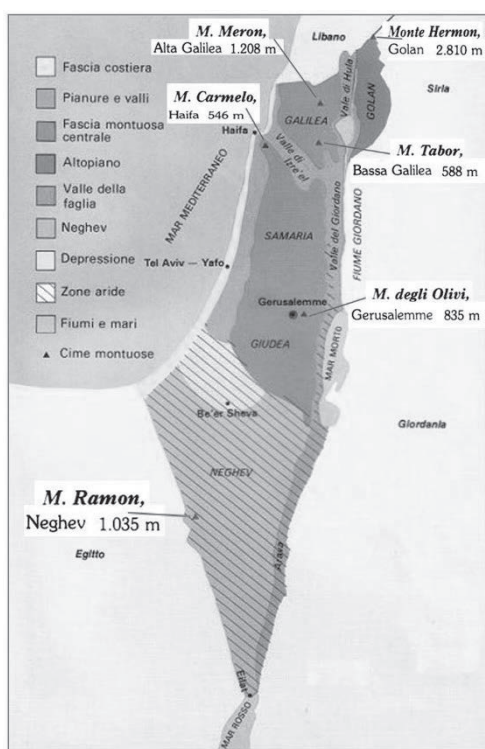 M. Meron,
Alta Galilea 1.208 m
Libano
Monte Hermon,
Golan 2.810 m
Siria
Fascia costiera
Pianure e valli
Fascia montuosa
centrale
Altopiano
Valle della
faglia
Neghev
Depressione
Zone aride
Fiumi e mari
Cime montuose
M. Carmelo,
Haifa 546 m
Haifa
GALILEA
Valle di Hula
GOLAN
Valle di
Izre'el
M. Tabor,
Bassa Galilea 588 m
MAR MEDITERRANEO
SAMARIA
Valle del Giordano
FIUME GIORDANO
Tel Aviv — Yafo
Gerusalemme
M. degli Olivi,
Gerusalemme 835 m
GIUDEA
MAR MORTO
Be'er Sheva
Giordania
NEGHEV
M. Ramon,
Neghev 1.035 m
Egitto
Arava
Eilat
MAR ROSSO